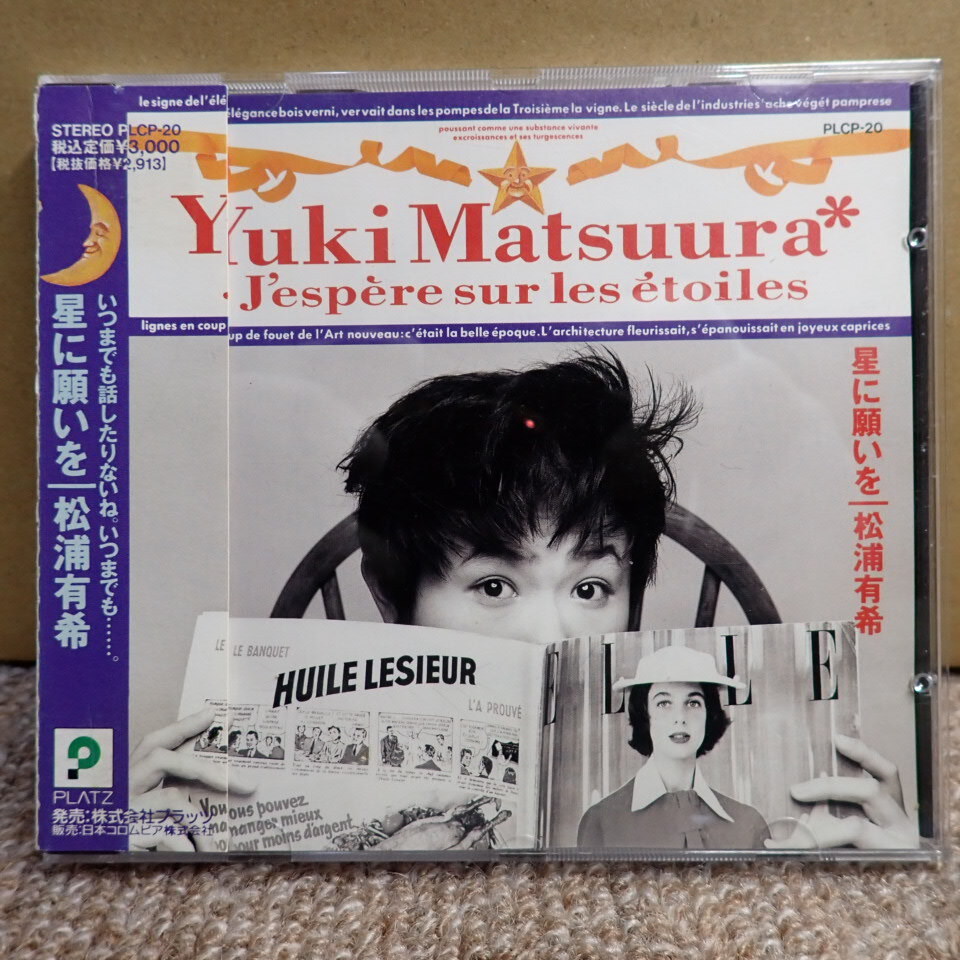 le signe del'élé
élégancebois verni, ver vait dans les pompes de la Troisième la vigne. Le siècle de l'industries'ache végét pamprese
STEREO PLCP-20
税込定価¥3,000
【税抜価格¥2,913】
poussant comme une substance vivante
excroissances et ses turgescences
PLCP-20
Yuki Matsuura*
J'espère sur les étoiles
lignes en coup
up de fouet de l'Art nouveau:c'était la belle époque.L'architecture fleurissait,s'épanouissait en joyeux caprices
いつまでも話したりないね。いつまでも……。
星に願いを|松浦有希
星に願いを|松浦有希
LE BANQUET
HUILE LESIEUR
L'A PROUVÉ
ELLE
Vous pouvez
manger mieux
pour moins d'argent
PLATZ
発売:株式会社プラッツ
販売:日本コロムビア株式会社